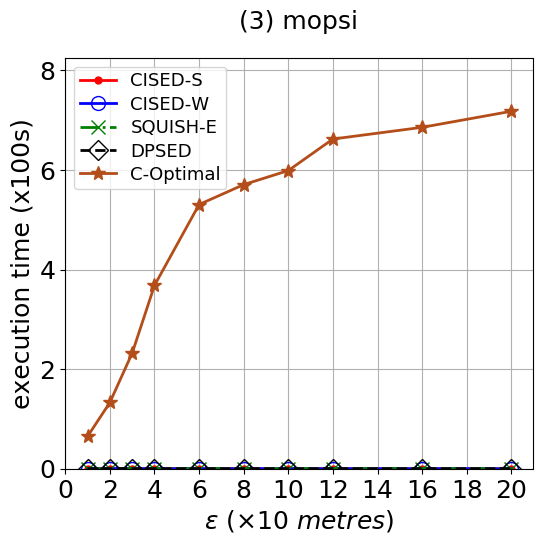 (3) mopsi
execution time (x100s)
8
6
4
2
0
CISED-S
CISED-W
SQUISH-E
DPSED
C-Optimal
0 2 4 6 8 10 12 14 16 18 20
ε (×10 metres)